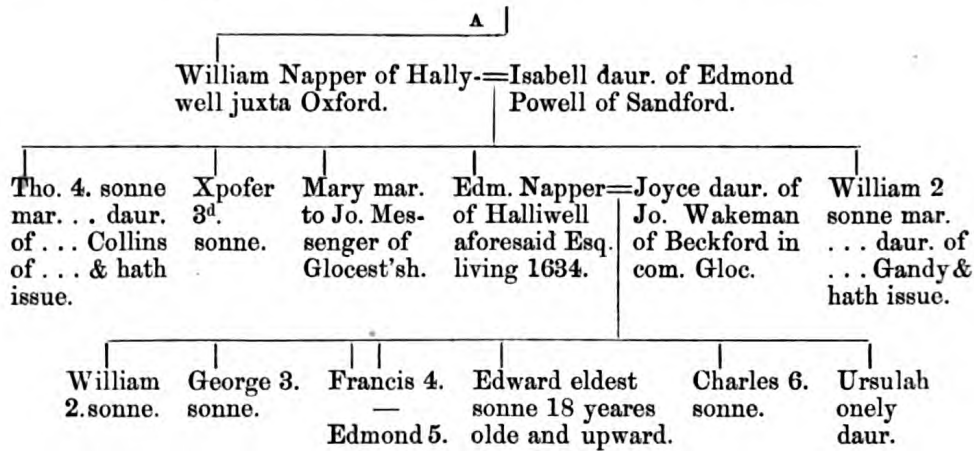 A
William Napper of Hally-=Isabell daur. of Edmond
well juxta Oxford. Powell of Sandford.
Tho. 4. sonne
mar. . . daur.
of . . . Collins
of . . . & hath
issue.
Xpofer
3d.
sonne.
Mary mar.
to Jo. Mes-
senger of
Glocest'sh.
Edm. Napper=Joyce daur. of
of Halliwell Jo. Wakeman
aforesaid Esq. of Beckford in
living 1634. com. Gloc.
William 2
sonne mar.
. . . daur. of
. . . Gandy &
hath issue.
William
2. sonne.
George 3.
sonne.
Francis 4.
—
Edmond 5.
Edward eldest
sonne 18 yeares
olde and upward.
Charles 6.
sonne.
Ursulah
onely
daur.